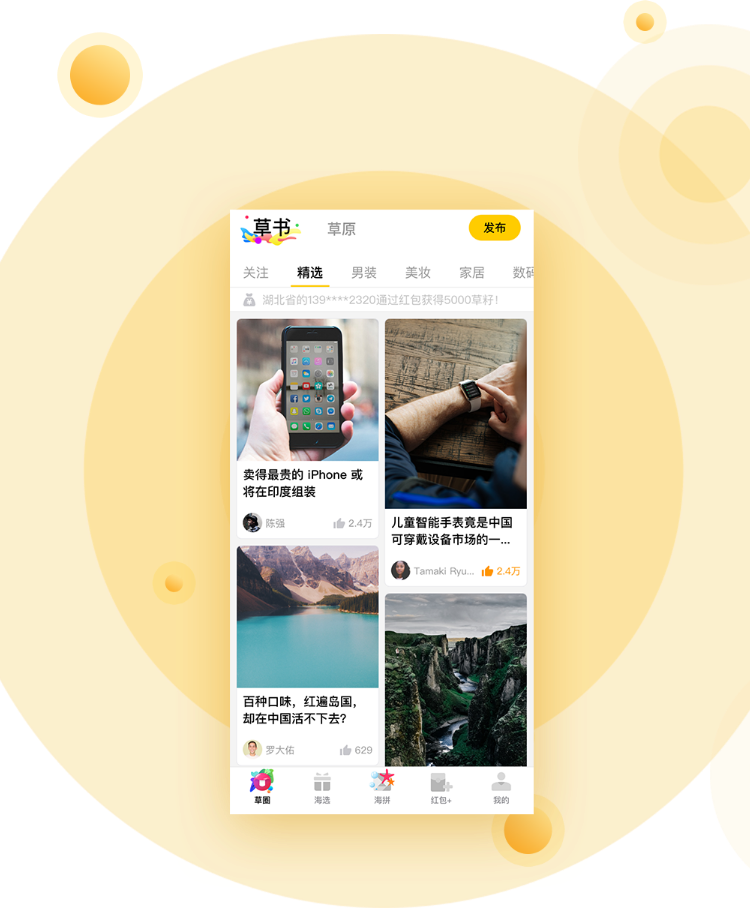 草书
草原
发布
关注
精选
男装
美妆
家居
数码
湖北省的139****2320通过红包获得5000草籽!
卖得最贵的 iPhone 或
将在印度组装
陈强
2.4万
儿童智能手表竟是中国
可穿戴设备市场的一...
Tamaki Ryu...
2.4万
百种口味,红遍岛国,
却在中国活不下去?
罗大佑
629
草圈
海选
海拼
红包+
我的